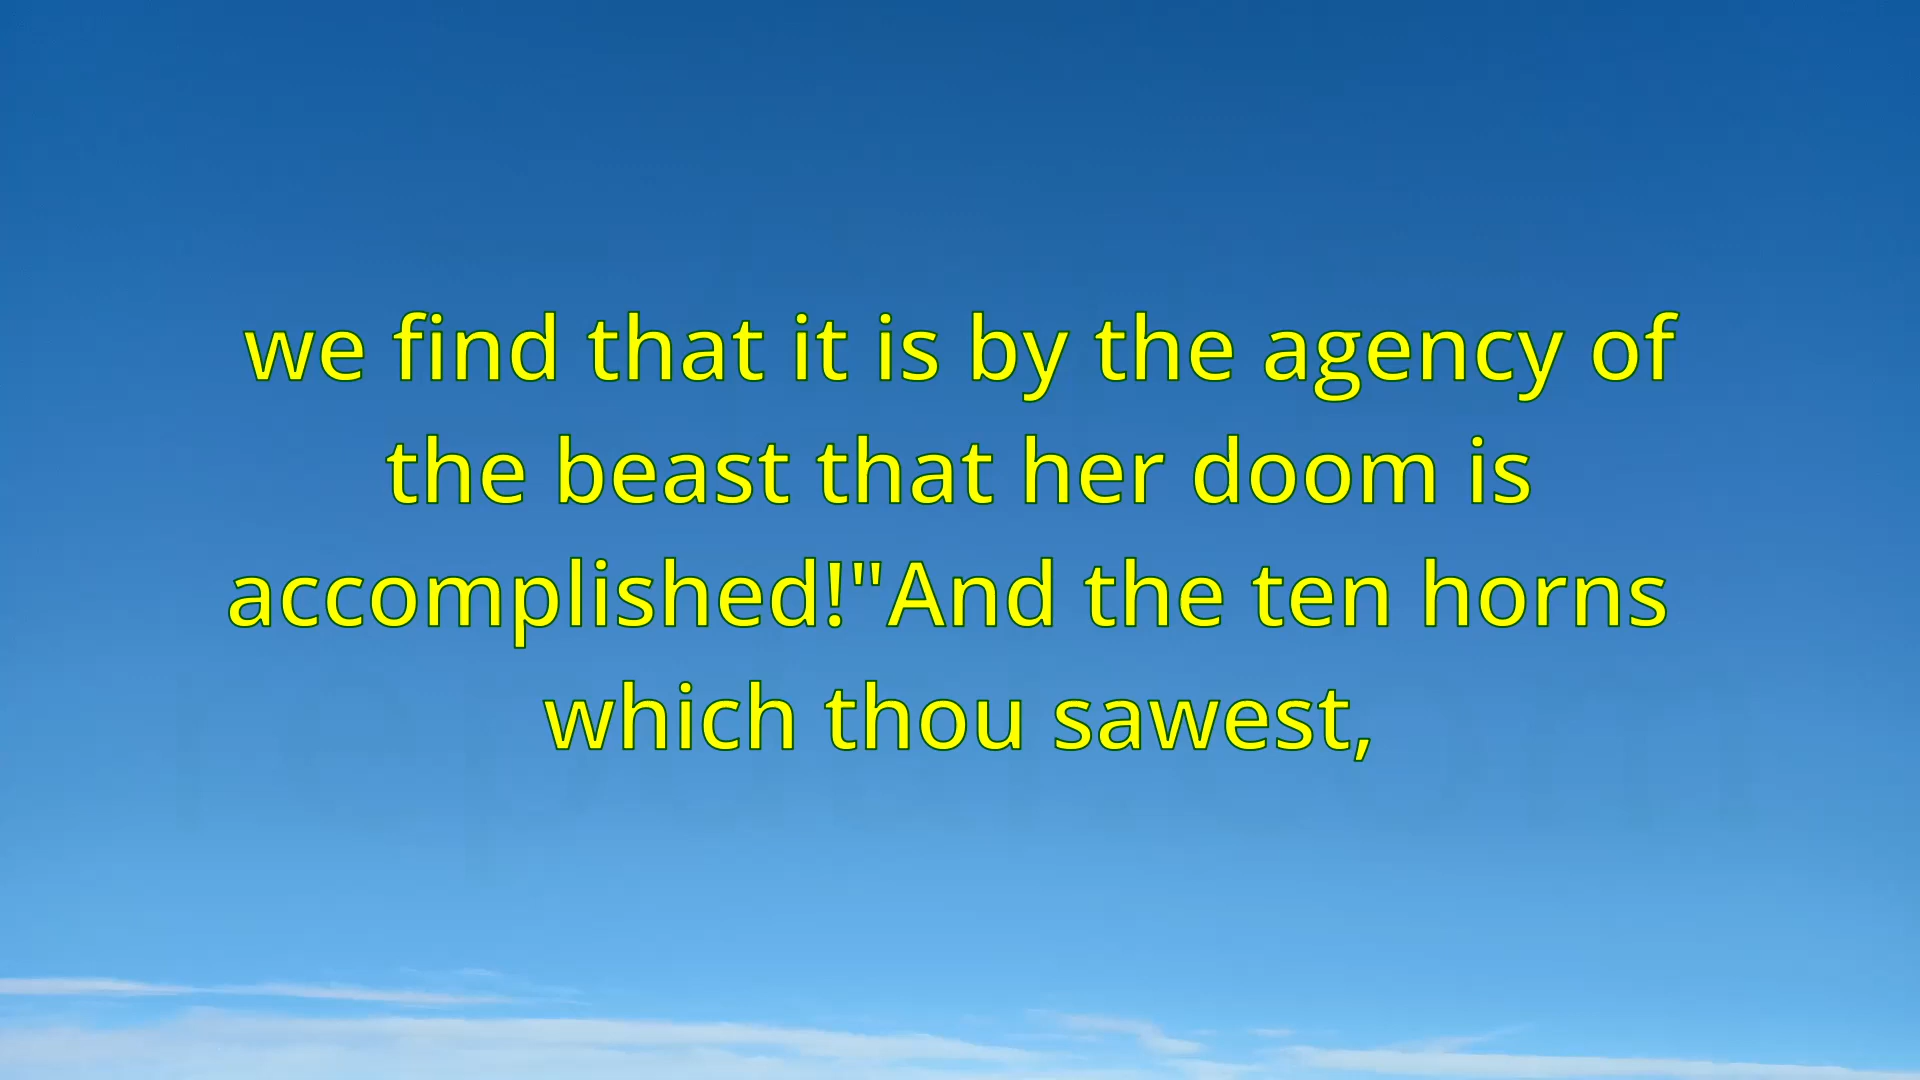 we find that it is by the agency of
the beast that her doom is
accomplished!"And the ten horns
which thou sawest,